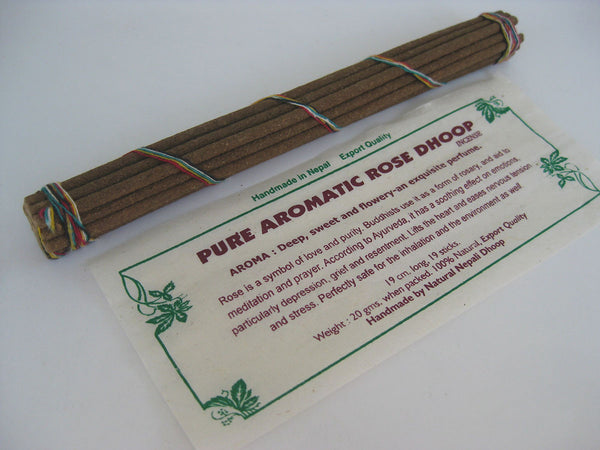 Handmade in Nepal Export Quality
PURE AROMATIC ROSE DHOOP
INCENSE
AROMA : Deep, sweet and flowery-an exquisite perfume.
Rose is a symbol of love and purity. Buddhists use it as a form of rosary, and aid to
meditation and prayer. According to Ayurveda, it has a soothing effect on emotions,
particularly depression, grief and resentment. Lifts the heart and eases nervous tension
and stress. Perfectly safe for the inhalation and the environment as well
19 cm. long, 19 sticks.
Weight : 20 gms. when packed. 100% Natural, Export Quality
Handmade by Natural Nepali Dhoop